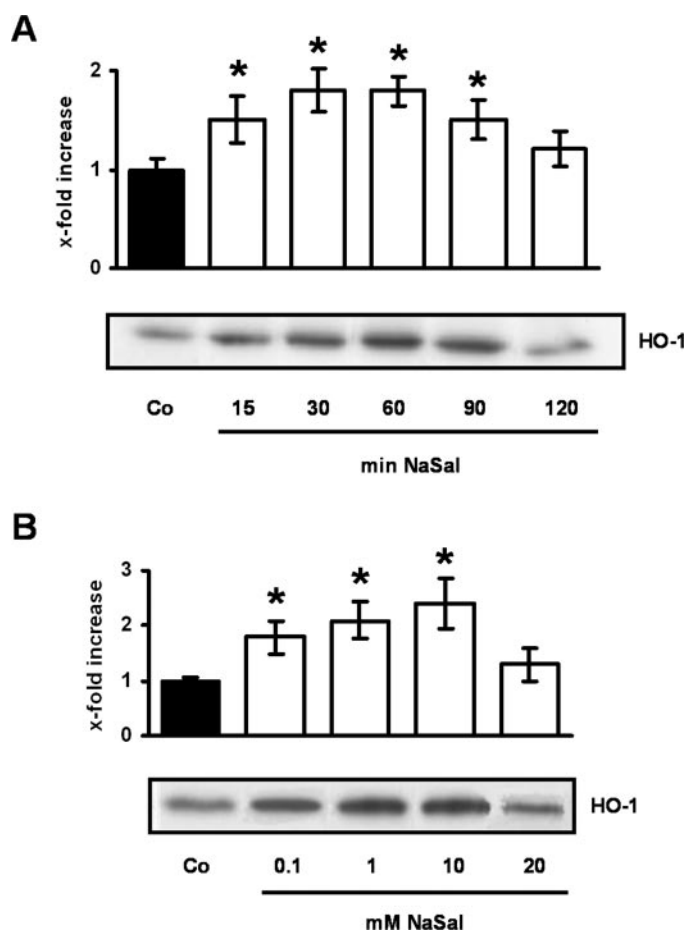 A
x-fold increase
2
1
0
* * * *
HO-1
Co 15 30 60 90 120
min NaSal
B
x-fold increase
3
2
1
0
* * *
HO-1
Co 0.1 1 10 20
mM NaSal